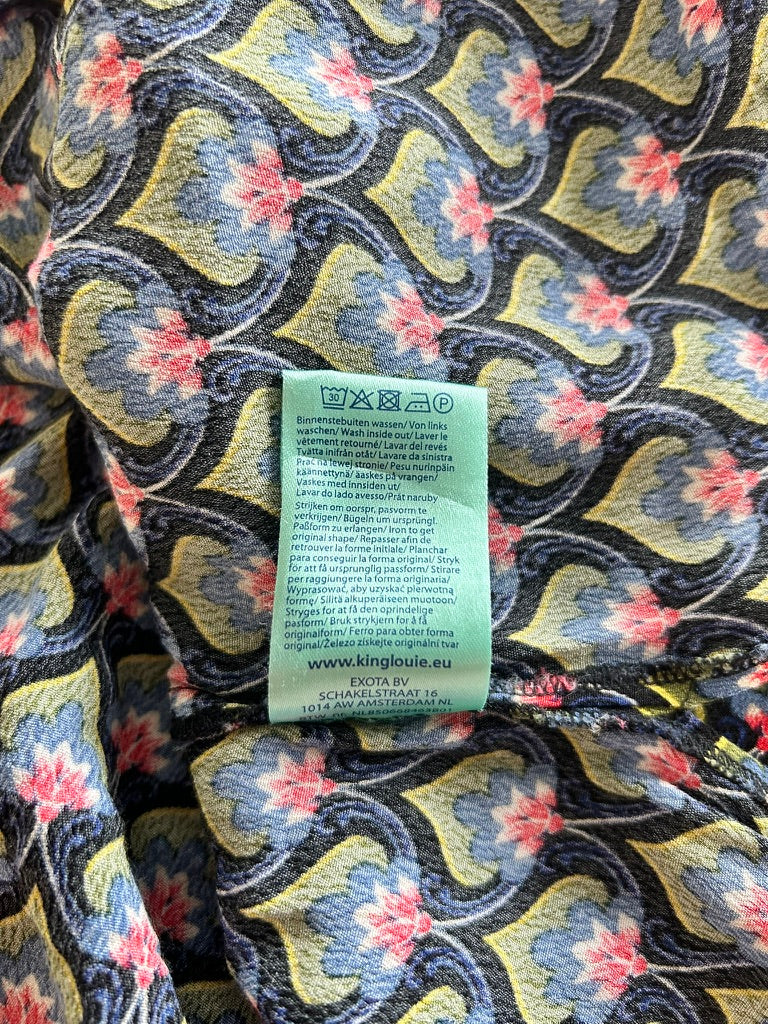 30 P
Binnenstebuiten wassen/ Von links
waschen/ Wash inside out/ Laver le
vêtement retourné/ Lavar del revés
Tvätta inifrån otåt/ Lavare da sinistra
Prać na lewej stronie/ Pesu nurinpäin
käännettynä/ äaskes på vrangen/
Vaskes med innsiden ut/
Lavar do lado avesso/Prát naruby
Strijken om oorspr, pasvorm te
verkrijgen/ Bügeln um ursprüngl.
Paßform zu erlangen/ Iron to get
original shape/ Repasser afin de
retrouver la forme initiale/ Planchar
para conseguir la forma original/ Stryk
för att få ursprunglig passform/ Stirare
per raggiunere la forma originaria/
Wyprasować, aby uzyskać pierwotną
formę/ Silitä alkuperäiseen muotoon/
Stryges for at få den oprindelige
pasform/ Bruk strykjern for å få
originalform/ Ferro para obter forma
original/Železo získejte originální tvar
www.kinglouie.eu
EXOTA BV
SCHAKELSTRAAT 16
1014 AW AMSTERDAM NL